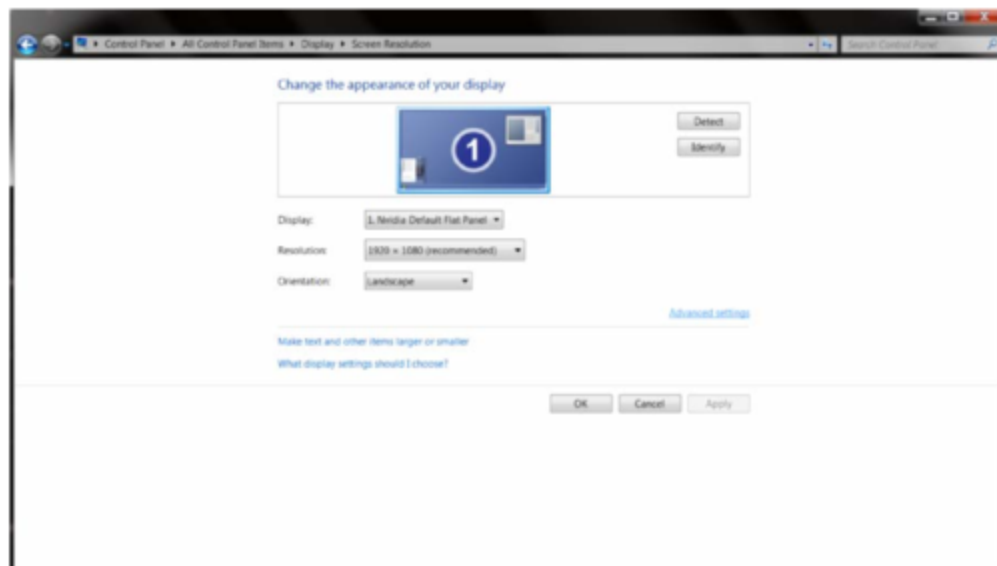 Control Panel ▸ All Control Panel Items ▸ Display ▸ Screen Resolution
Search Control Panel
Change the appearance of your display
1
Detect
Identify
Display: 1. Nvidia Default Flat Panel
Resolution: 1920 × 1080 (recommended)
Orientation: Landscape
Advanced settings
Make text and other items larger or smaller
What display settings should I choose?
OK Cancel Apply